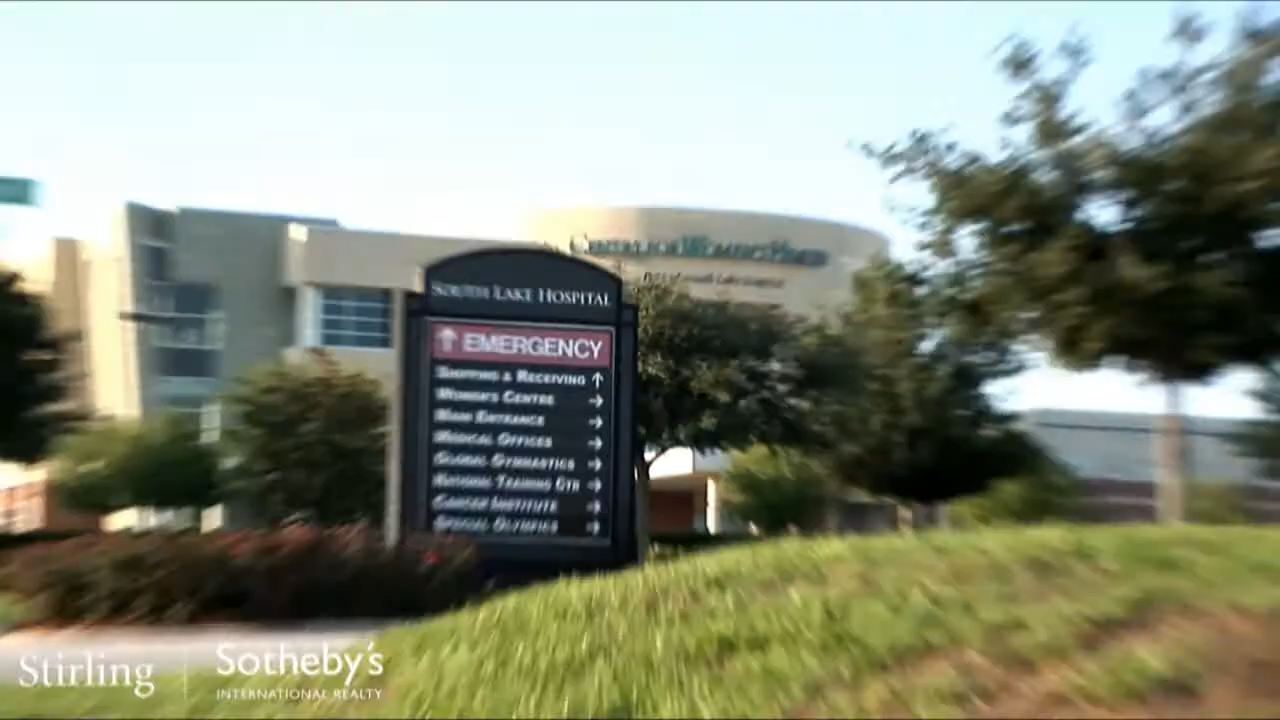 SOUTH LAKE HOSPITAL
↑ EMERGENCY
SHIPPING & RECEIVING ↑
WOMEN'S CENTRE →
MAIN ENTRANCE →
MEDICAL OFFICES →
GLOBAL GYMNASTICS →
NATIONAL TRAINING CTR →
CANCER INSTITUTE →
SPECIAL OLYMPICS →
Stirling
Sotheby's
INTERNATIONAL REALTY